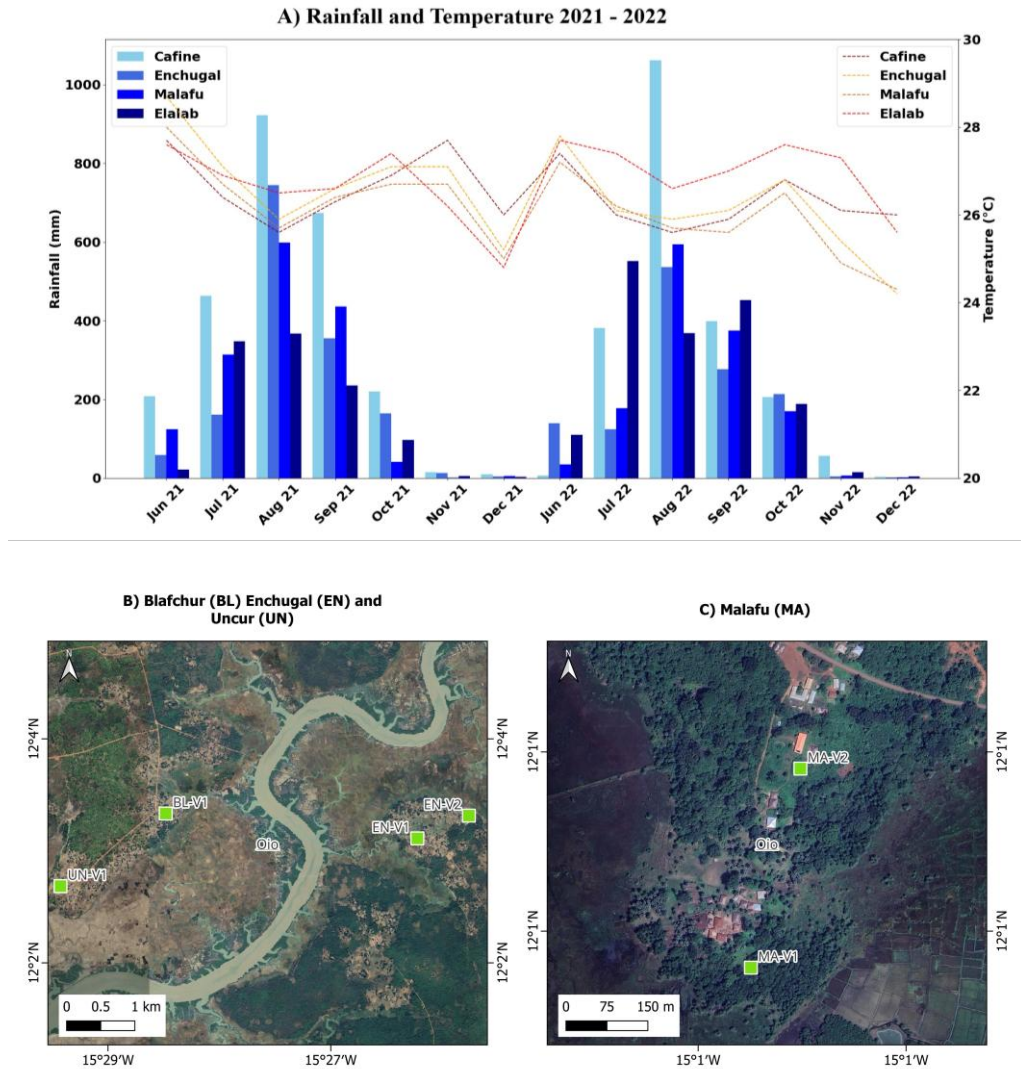 A) Rainfall and Temperature 2021 - 2022
Cafine
Enchugal
Malafu
Elalab
Cafine
Enchugal
Malafu
Elalab
Rainfall (mm)
1000
800
600
400
200
0
Temperature (°C)
30
28
26
24
22
20
Jun 21
Jul 21
Aug 21
Sep 21
Oct 21
Nov 21
Dec 21
Jun 22
Jul 22
Aug 22
Sep 22
Oct 22
Nov 22
Dec 22
B) Blafchur (BL) Enchugal (EN) and
Uncur (UN)
N
12°4'N
12°2'N
BL-V1
EN-V2
EN-V1
Oio
UN-V1
0 0.5 1 km
15°29'W
15°27'W
C) Malafu (MA)
N
12°1'N
12°1'N
12°4'N
12°2'N
MA-V2
Oio
MA-V1
12°1'N
12°1'N
0 75 150 m
15°1'W
15°1'W